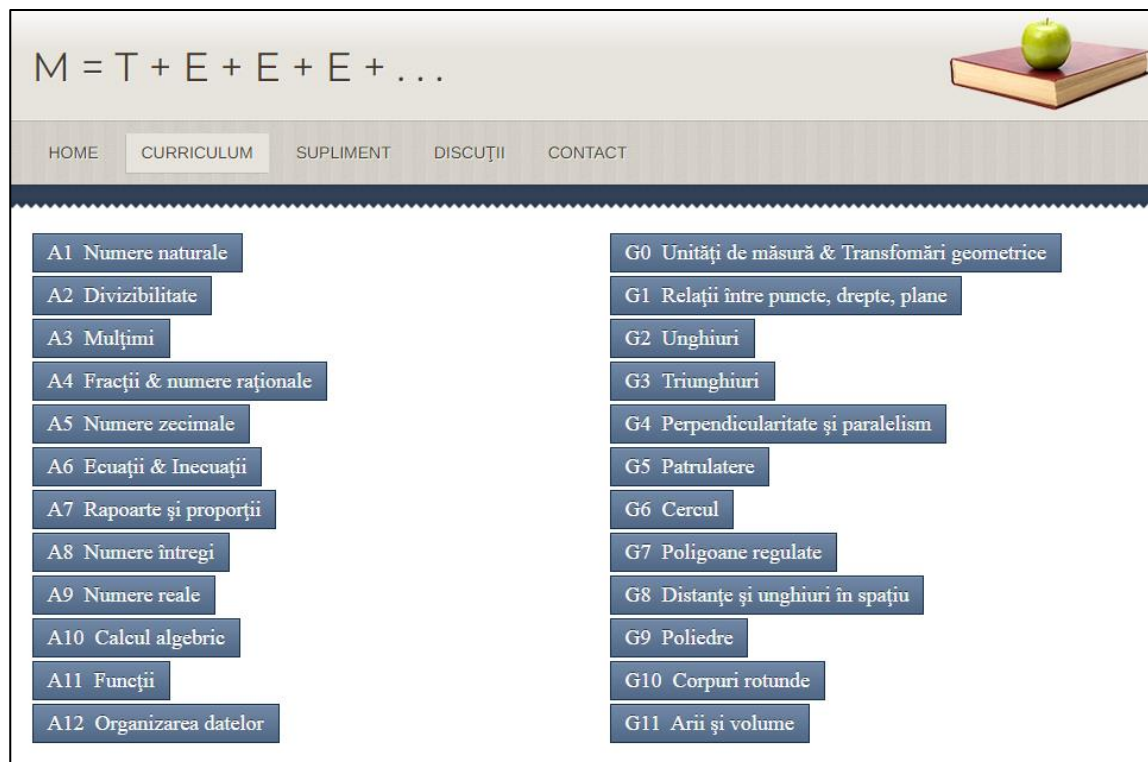 M = T + E + E + E + . . .
HOME CURRICULUM SUPLIMENT DISCUŢII CONTACT
A1 Numere naturale
A2 Divizibilitate
A3 Mulţimi
A4 Fracţii & numere raţionale
A5 Numere zecimale
A6 Ecuaţii & Inecuaţii
A7 Rapoarte şi proporţii
A8 Numere întregi
A9 Numere reale
A10 Calcul algebric
A11 Funcţii
A12 Organizarea datelor
G0 Unităţi de măsură & Transfomări geometrice
G1 Relaţii între puncte, drepte, plane
G2 Unghiuri
G3 Triunghiuri
G4 Perpendicularitate şi paralelism
G5 Patrulatere
G6 Cercul
G7 Poligoane regulate
G8 Distanţe şi unghiuri în spaţiu
G9 Poliedre
G10 Corpuri rotunde
G11 Arii şi volume